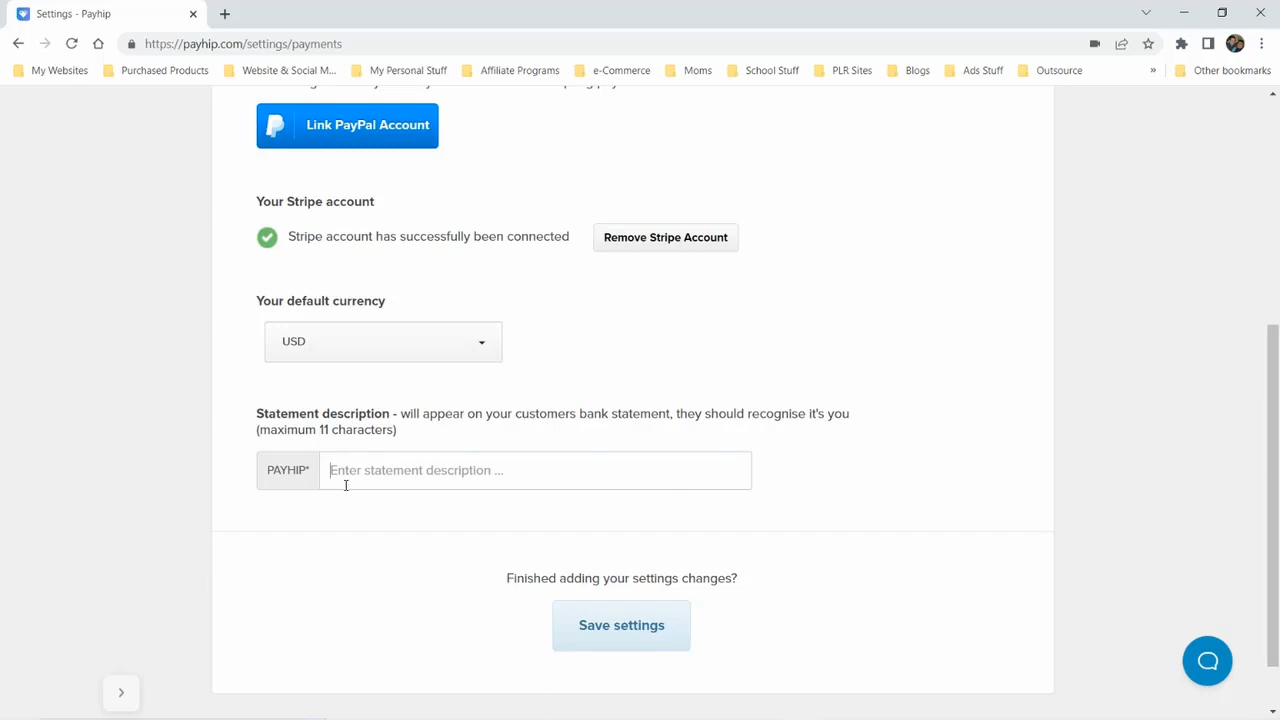 Settings - Payhip
https://payhip.com/settings/payments
My Websites
Purchased Products
Website & Social M...
My Personal Stuff
Affiliate Programs
e-Commerce
Moms
School Stuff
PLR Sites
Blogs
Ads Stuff
Outsource
»
Other bookmarks
Link PayPal Account
Your Stripe account
Stripe account has successfully been connected
Remove Stripe Account
Your default currency
USD
Statement description - will appear on your customers bank statement, they should recognise it's you
(maximum 11 characters)
PAYHIP*
Enter statement description ...
Finished adding your settings changes?
Save settings